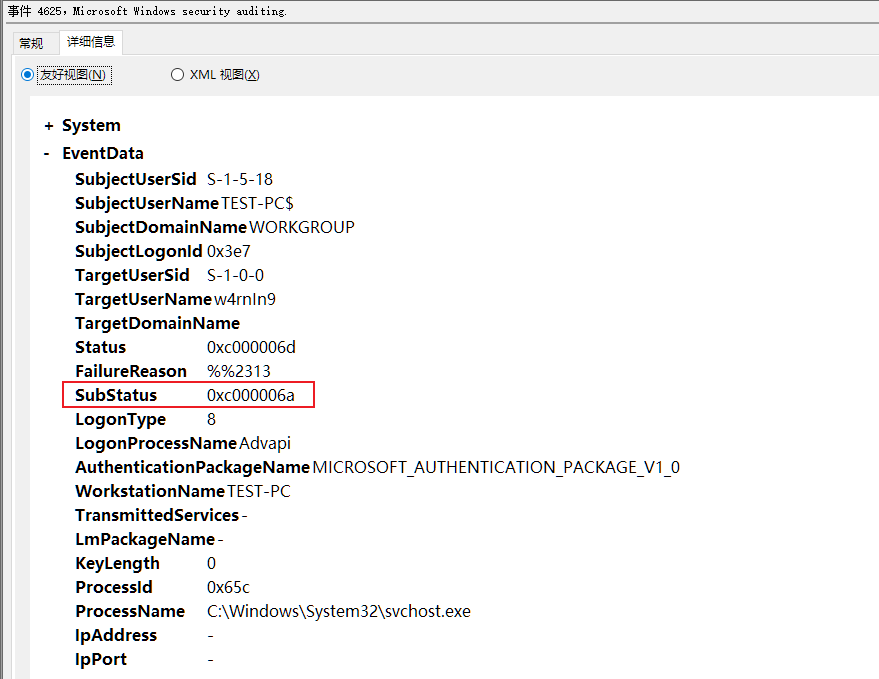 事件 4625，Microsoft Windows security auditing.
常规 详细信息
友好视图(N) XML 视图(X)
+ System
- EventData
SubjectUserSid S-1-5-18
SubjectUserName TEST-PC$
SubjectDomainName WORKGROUP
SubjectLogonId 0x3e7
TargetUserSid S-1-0-0
TargetUserName w4rnIn9
TargetDomainName
Status 0xc000006d
FailureReason %%2313
SubStatus 0xc000006a
LogonType 8
LogonProcessName Advapi
AuthenticationPackageName MICROSOFT_AUTHENTICATION_PACKAGE_V1_0
WorkstationName TEST-PC
TransmittedServices -
LmPackageName -
KeyLength 0
ProcessId 0x65c
ProcessName C:\Windows\System32\svchost.exe
IpAddress -
IpPort -